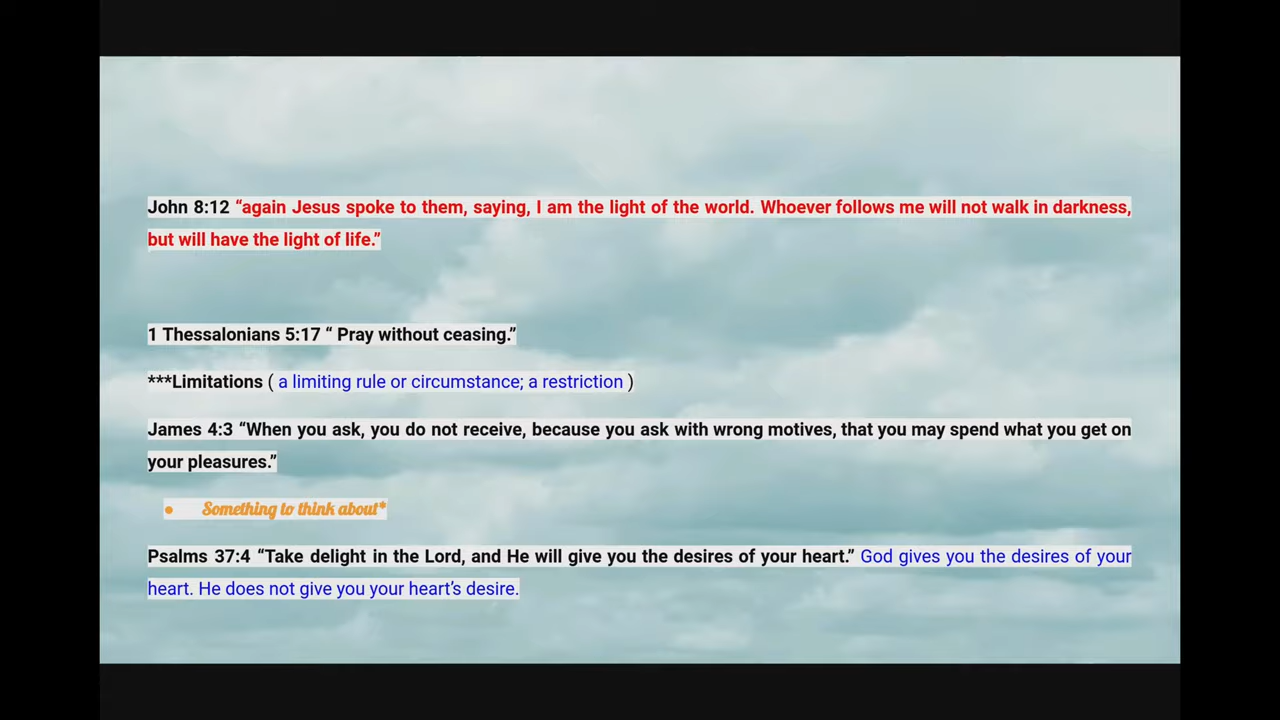 John 8:12 “again Jesus spoke to them, saying, I am the light of the world. Whoever follows me will not walk in darkness,
but will have the light of life.”
1 Thessalonians 5:17 “ Pray without ceasing.”
***Limitations ( a limiting rule or circumstance; a restriction )
James 4:3 “When you ask, you do not receive, because you ask with wrong motives, that you may spend what you get on
your pleasures.”
● Something to think about*
Psalms 37:4 “Take delight in the Lord, and He will give you the desires of your heart.” God gives you the desires of your
heart. He does not give you your heart’s desire.